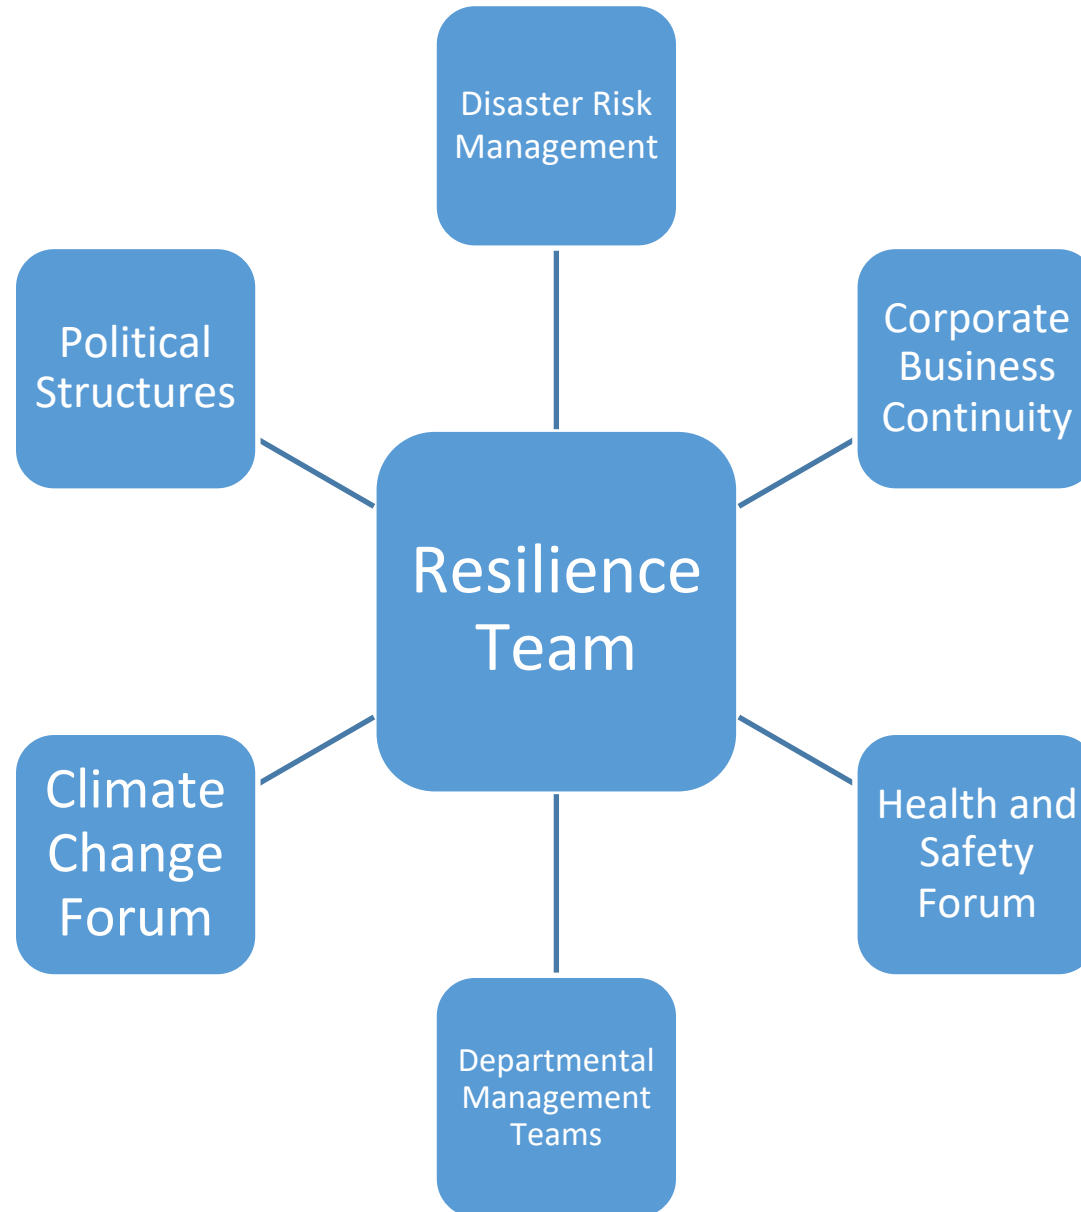 Disaster Risk
Management
Political
Structures
Corporate
Business
Continuity
Resilience
Team
Climate
Change
Forum
Health and
Safety
Forum
Departmental
Management
Teams